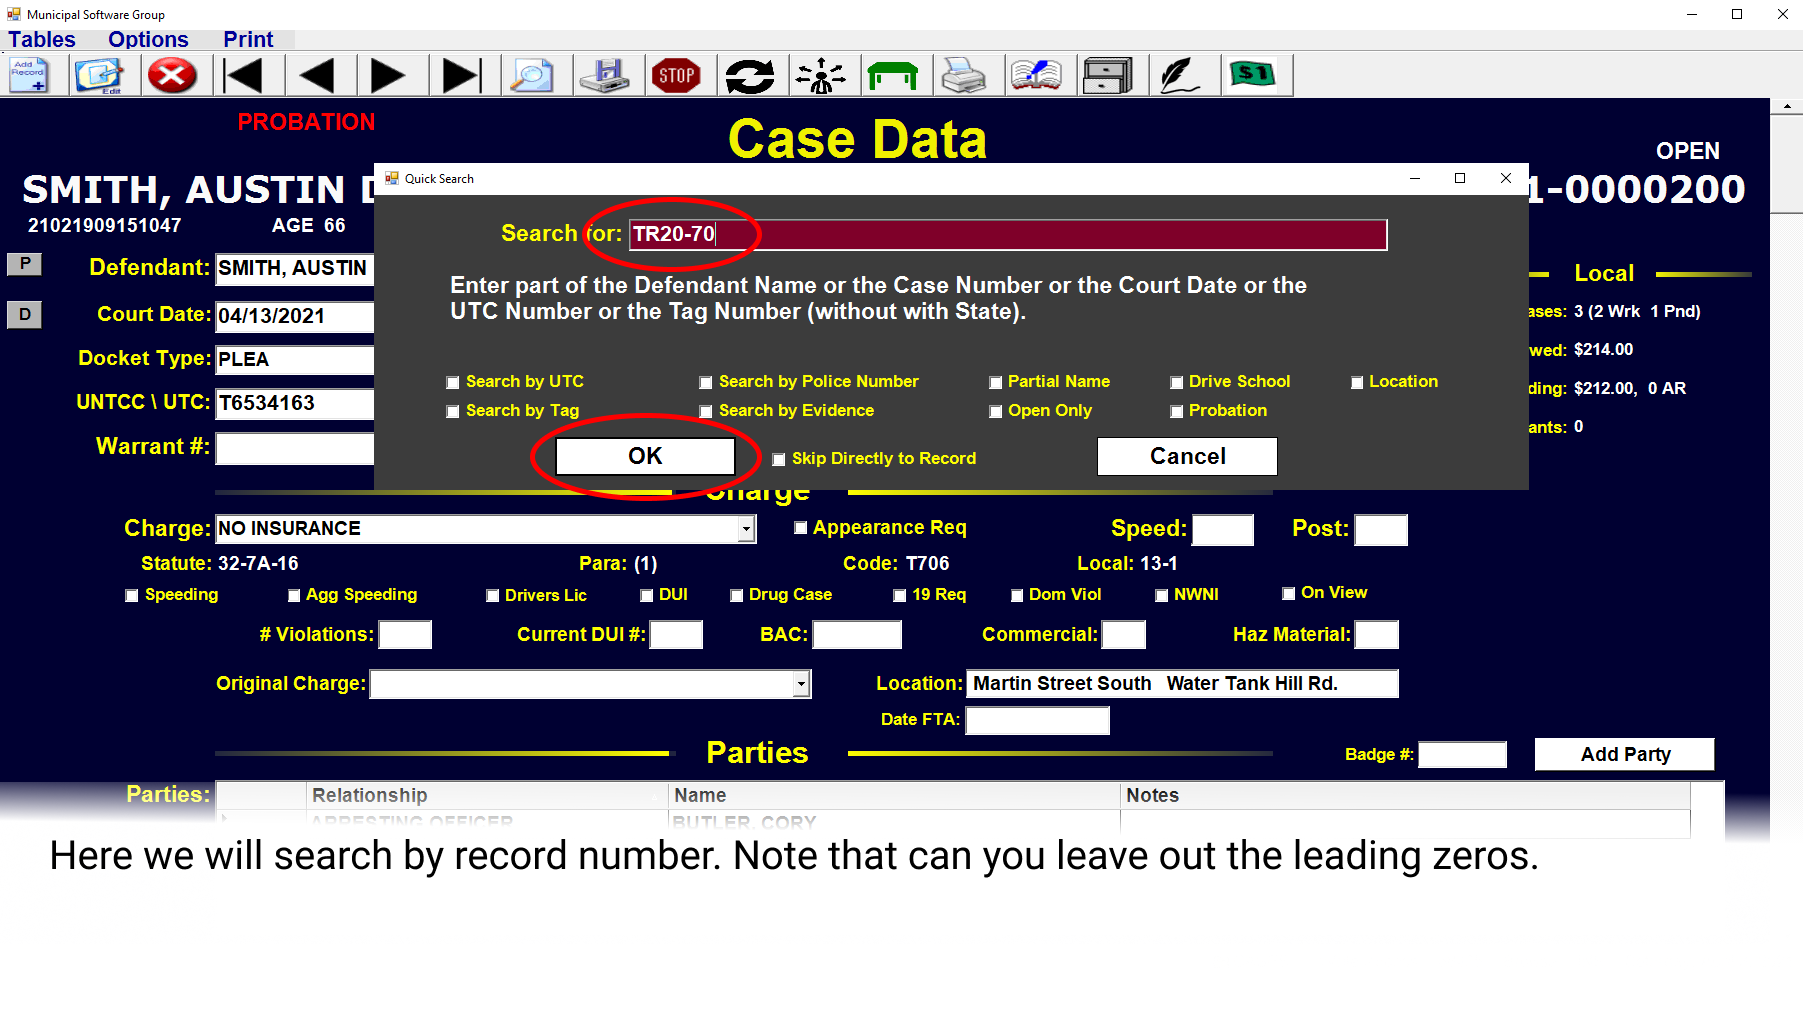 Municipal Software Group
Tables Options Print
Add Record
Edit
STOP
$1
PROBATION
Case Data
OPEN
SMITH, AUSTIN
1-0000200
21021909151047 AGE 66
Quick Search
Search for: TR20-70
Enter part of the Defendant Name or the Case Number or the Court Date or the
UTC Number or the Tag Number (without with State).
Search by UTC Search by Police Number Partial Name Drive School Location
Search by Tag Search by Evidence Open Only Probation
OK Skip Directly to Record Cancel
P Defendant: SMITH, AUSTIN
D Court Date: 04/13/2021
Docket Type: PLEA
UNTCC \ UTC: T6534163
Warrant #:
Local
ases: 3 (2 Wrk 1 Pnd)
wed: $214.00
ding: $212.00, 0 AR
ants: 0
Charge
Charge: NO INSURANCE Appearance Req Speed: Post:
Statute: 32-7A-16 Para: (1) Code: T706 Local: 13-1
Speeding Agg Speeding Drivers Lic DUI Drug Case 19 Req Dom Viol NWNI On View
# Violations: Current DUI #: BAC: Commercial: Haz Material:
Original Charge: Location: Martin Street South Water Tank Hill Rd.
Date FTA:
Parties Badge #: Add Party
Parties: Relationship Name Notes
ARRESTING OFFICER BUTLER, CORY
Here we will search by record number. Note that can you leave out the leading zeros.